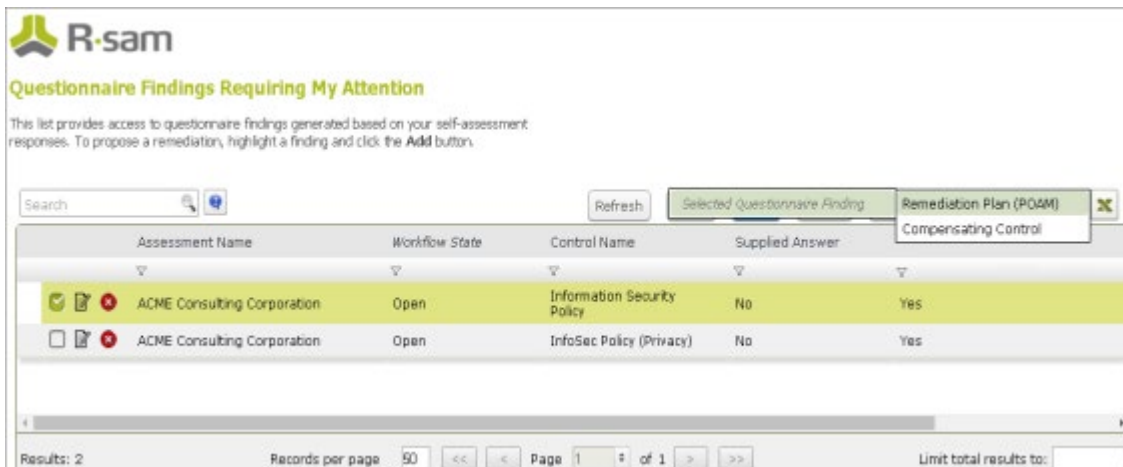 R·sam
Questionnaire Findings Requiring My Attention
This list provides access to questionnaire findings generated based on your self-assessment
responses. To propose a remediation, highlight a finding and click the Add button.
Search
Refresh
Selected Questionnaire Finding
Remediation Plan (POAM)
Compensating Control
Assessment Name Workflow State Control Name Supplied Answer
ACME Consulting Corporation Open Information Security
Policy No Yes
ACME Consulting Corporation Open InfoSec Policy (Privacy) No Yes
Results: 2 Records per page 50 << < Page 1 of 1 > >> Limit total results to: